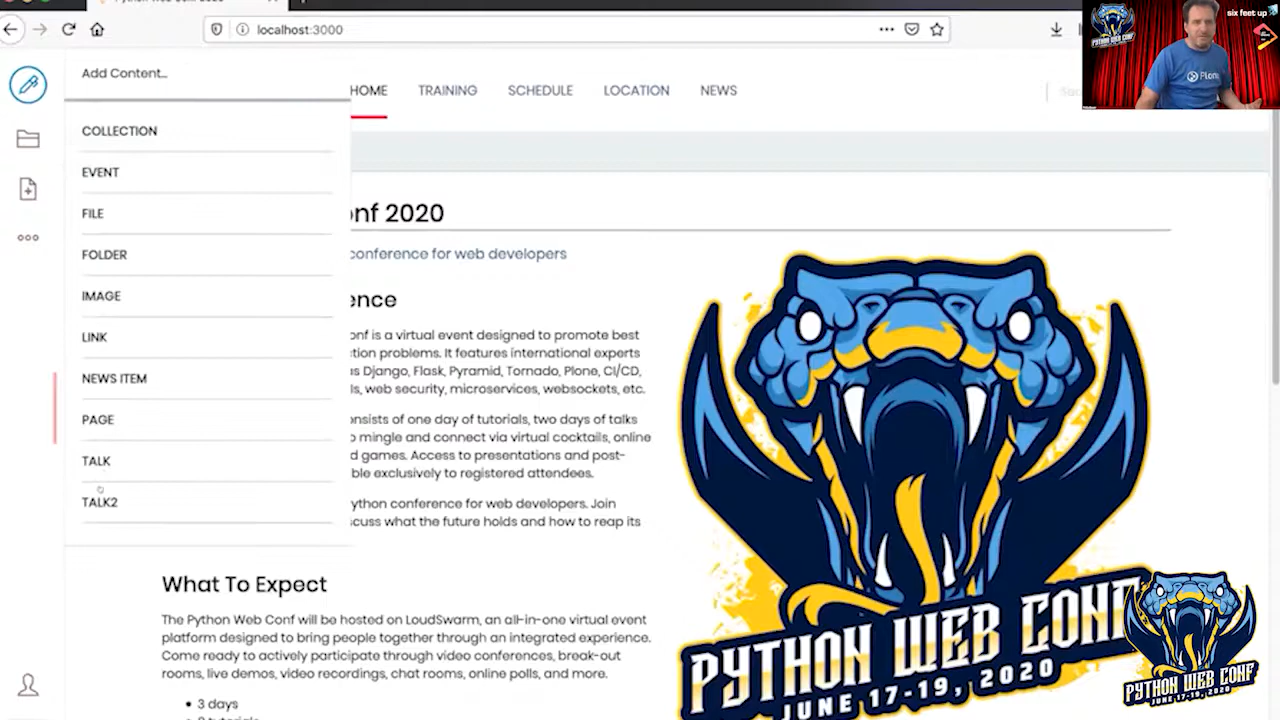 localhost:3000
six feet up
Add Content...
HOME
TRAINING
SCHEDULE
LOCATION
NEWS
COLLECTION
EVENT
FILE
FOLDER
IMAGE
LINK
NEWS ITEM
PAGE
TALK
TALK2
nf 2020
conference for web developers
ence
onf is a virtual event designed to promote best
tion problems. It features international experts
s Django, Flask, Pyramid, Tornado, Plone, CI/CD,
ls, web security, microservices, websockets, etc.
onsists of one day of tutorials, two days of talks
o mingle and connect via virtual cocktails, online
d games. Access to presentations and post-
ble exclusively to registered attendees.
ython conference for web developers. Join
scuss what the future holds and how to reap its
What To Expect
The Python Web Conf will be hosted on LoudSwarm, an all-in-one virtual event
platform designed to bring people together through an integrated experience.
Come ready to actively participate through video conferences, break-out
rooms, live demos, video recordings, chat rooms, online polls, and more.
• 3 days
PYTHON WEB CONF
JUNE 17-19, 2020
PYTHON WEB CONF
JUNE 17-19, 2020
PYTHON WEB CONF
Plone